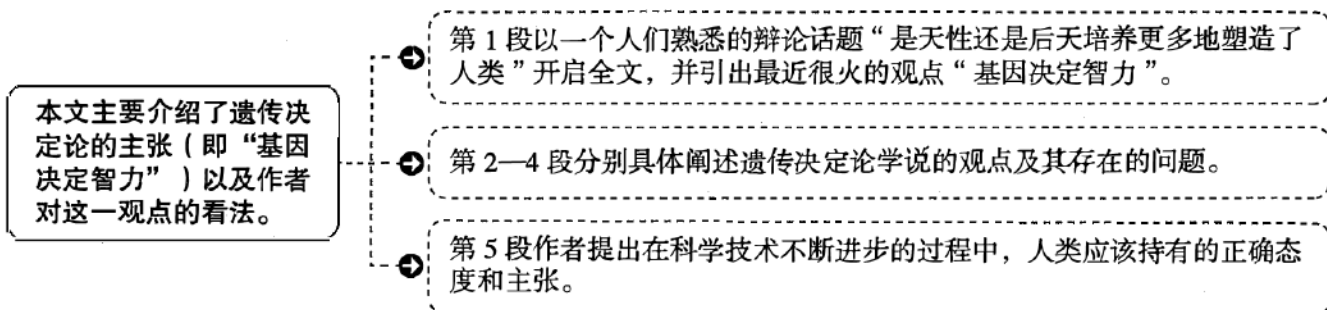 本文主要介绍了遗传决
定论的主张（即“基因
决定智力”）以及作者
对这一观点的看法。
第1段以一个人们熟悉的辩论话题“是天性还是后天培养更多地塑造了
人类”开启全文，并引出最近很火的观点“基因决定智力”。
第2—4段分别具体阐述遗传决定论学说的观点及其存在的问题。
第5段作者提出在科学技术不断进步的过程中，人类应该持有的正确态
度和主张。